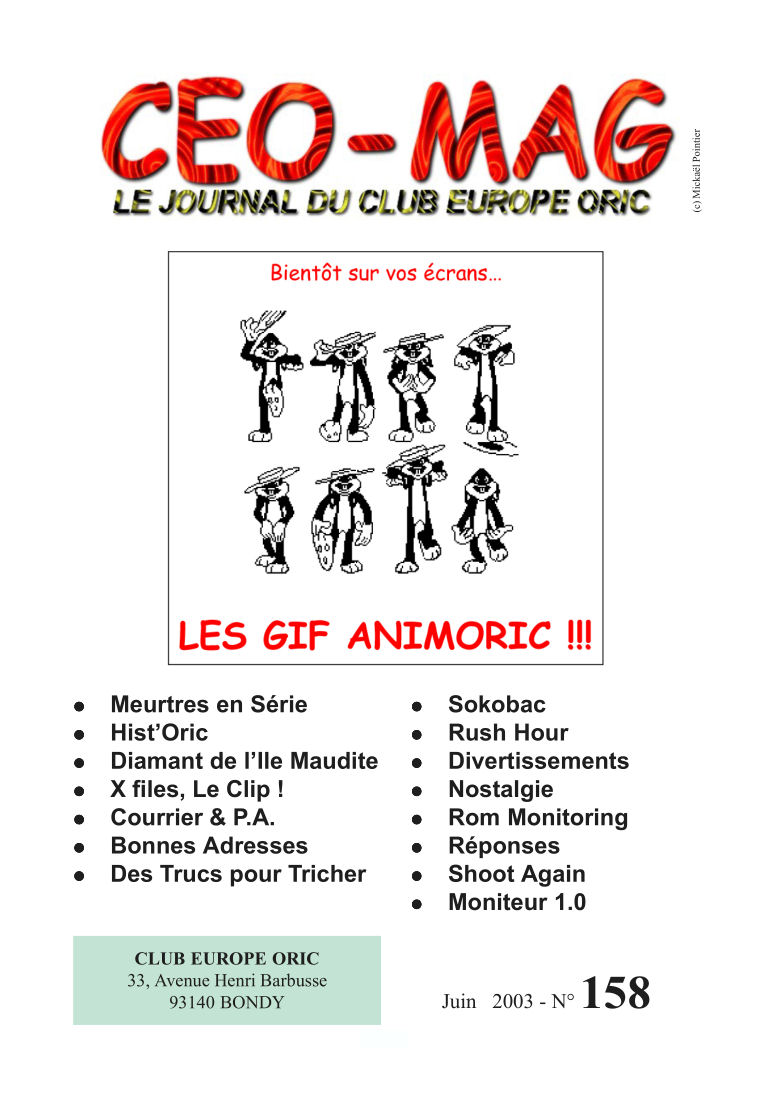 CEO-MAG
LE JOURNAL DU CLUB EUROPE ORIC
(c) Mickaël Pointier
Bientôt sur vos écrans...
LES GIF ANIMORIC !!!
● Meurtres en Série
● Hist’Oric
● Diamant de l’Ile Maudite
● X files, Le Clip !
● Courrier & P.A.
● Bonnes Adresses
● Des Trucs pour Tricher
● Sokobac
● Rush Hour
● Divertissements
● Nostalgie
● Rom Monitoring
● Réponses
● Shoot Again
● Moniteur 1.0
CLUB EUROPE ORIC
33, Avenue Henri Barbusse
93140 BONDY
Juin 2003 - N° 158